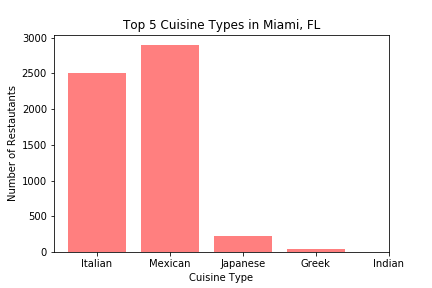 Top 5 Cuisine Types in Miami, FL
Number of Restautants
3000
2500
2000
1500
1000
500
0
Italian Mexican Japanese Greek Indian
Cuisine Type